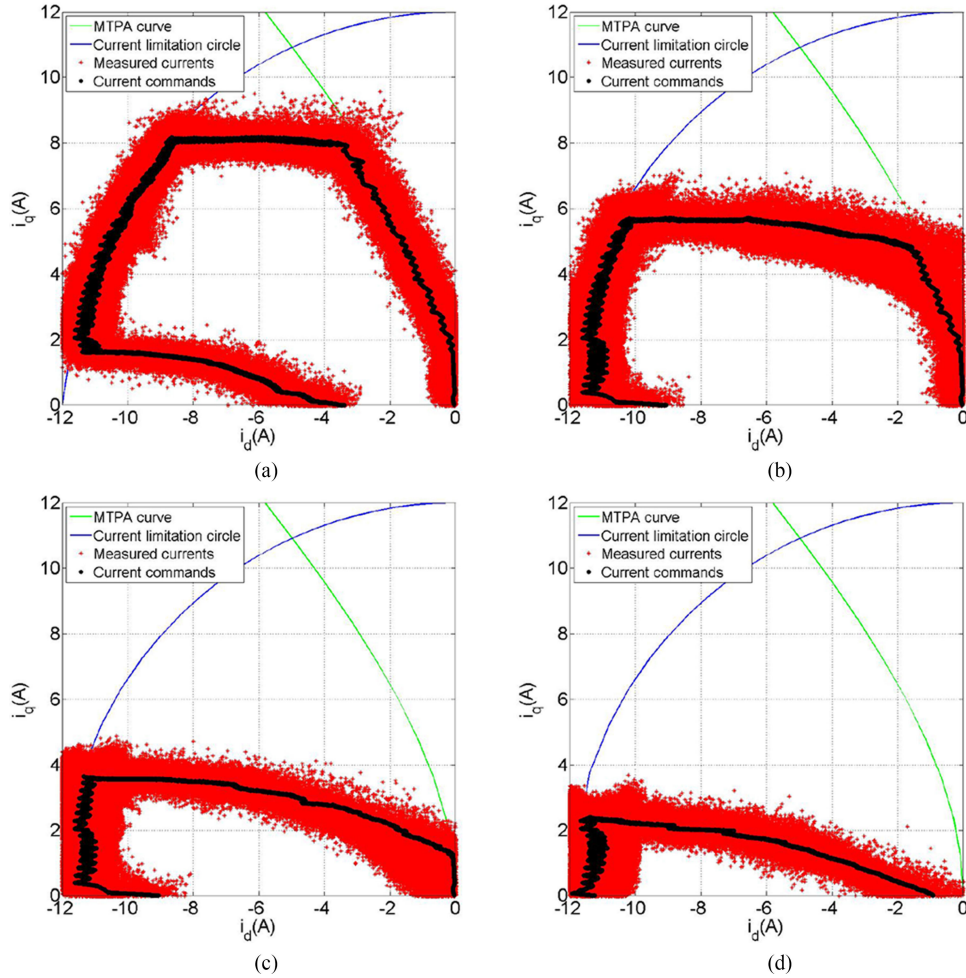 12
10
8
6
4
2
0
i_q(A)
MTPA curve
Current limitation circle
Measured currents
Current commands
-12 -10 -8 -6 -4 -2 0
i_d(A)
(a)
12
10
8
6
4
2
0
i_q(A)
MTPA curve
Current limitation circle
Measured currents
Current commands
-12 -10 -8 -6 -4 -2 0
i_d(A)
(b)
12
10
8
6
4
2
0
i_q(A)
MTPA curve
Current limitation circle
Measured currents
Current commands
-12 -10 -8 -6 -4 -2 0
i_d(A)
(c)
12
10
8
6
4
2
0
i_q(A)
MTPA curve
Current limitation circle
Measured currents
Current commands
-12 -10 -8 -6 -4 -2 0
i_d(A)
(d)